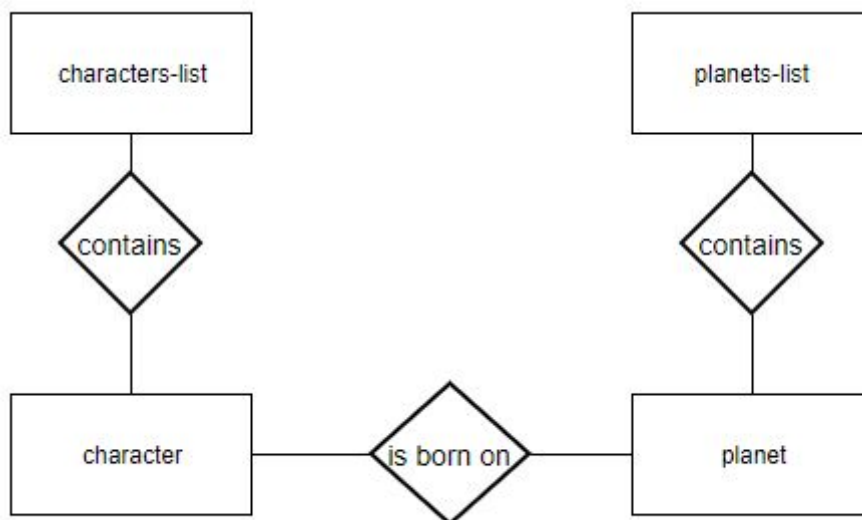 characters-list
planets-list
contains
contains
character
is born on
planet